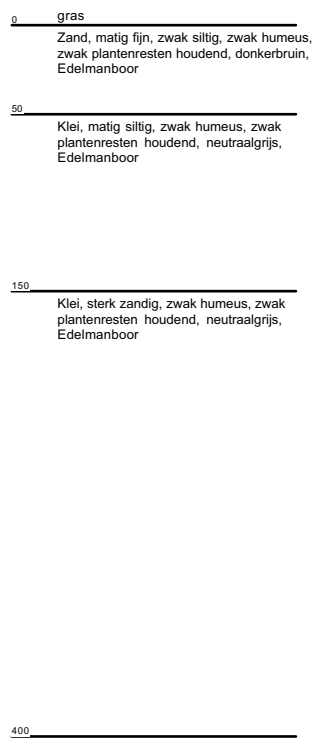 0 gras
Zand, matig fijn, zwak siltig, zwak humeus,
zwak plantenresten houdend, donkerbruin,
Edelmanboor
50
Klei, matig siltig, zwak humeus, zwak
plantenresten houdend, neutraalgrijs,
Edelmanboor
150
Klei, sterk zandig, zwak humeus, zwak
plantenresten houdend, neutraalgrijs,
Edelmanboor
400